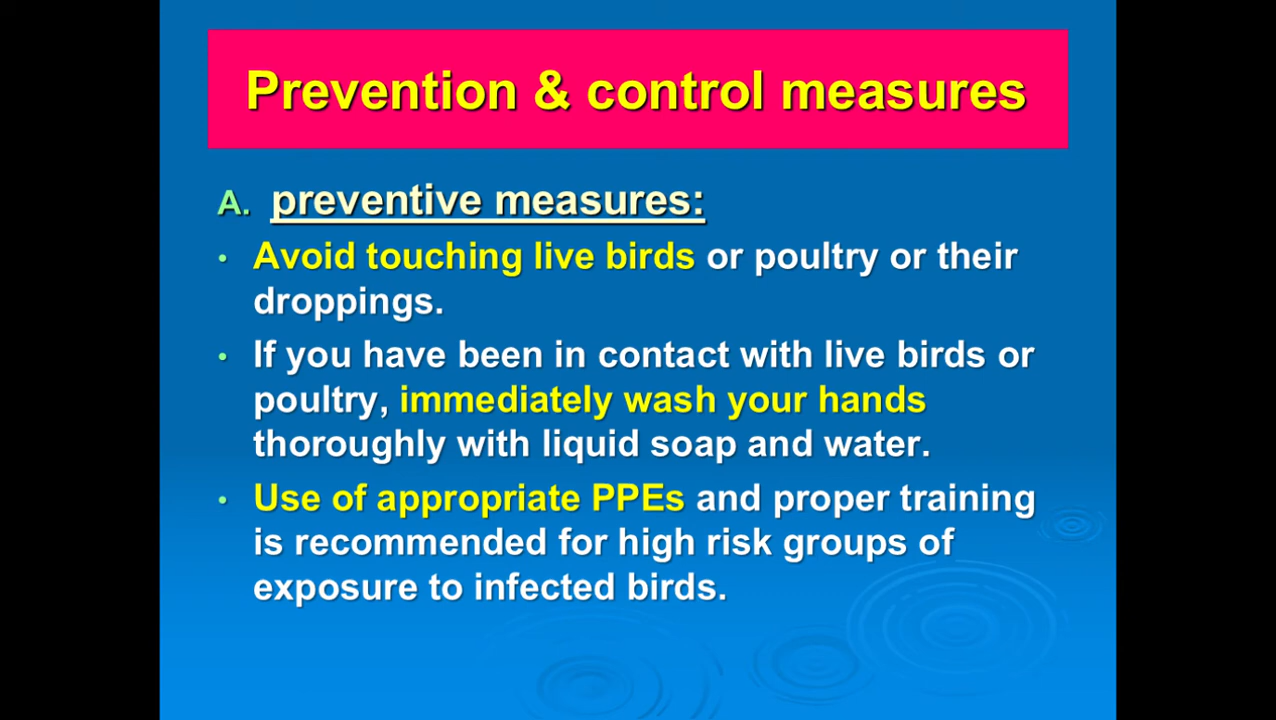 Prevention & control measures
A. preventive measures:
• Avoid touching live birds or poultry or their
droppings.
• If you have been in contact with live birds or
poultry, immediately wash your hands
thoroughly with liquid soap and water.
• Use of appropriate PPEs and proper training
is recommended for high risk groups of
exposure to infected birds.